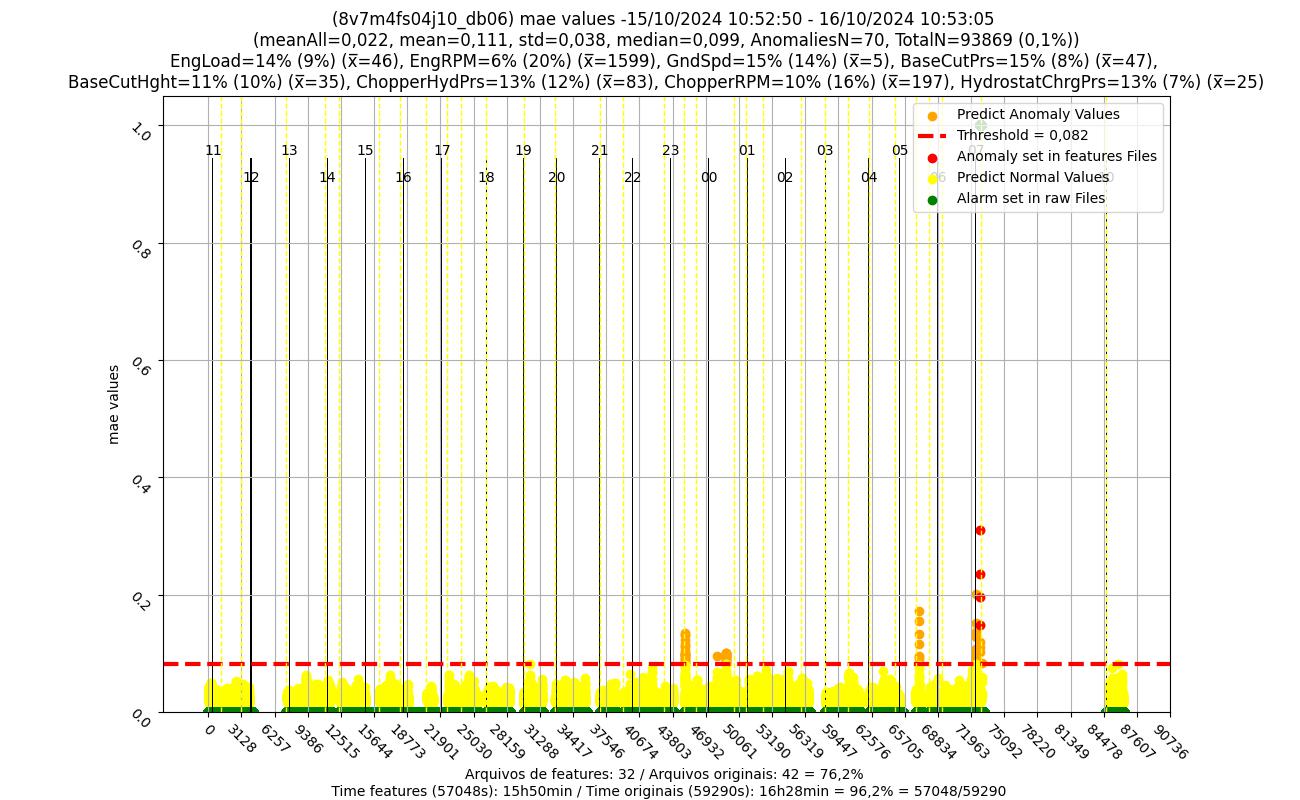 (8v7m4fs04j10_db06) mae values -15/10/2024 10:52:50 - 16/10/2024 10:53:05
(meanAll=0,022, mean=0,111, std=0,038, median=0,099, AnomaliesN=70, TotalN=93869 (0,1%))
EngLoad=14% (9%) (x̅=46), EngRPM=6% (20%) (x̅=1599), GndSpd=15% (14%) (x̅=5), BaseCutPrs=15% (8%) (x̅=47),
BaseCutHght=11% (10%) (x̅=35), ChopperHydPrs=13% (12%) (x̅=83), ChopperRPM=10% (16%) (x̅=197), HydrostatChrgPrs=13% (7%) (x̅=25)
Predict Anomaly Values
Trhreshold = 0,082
Anomaly set in features Files
Predict Normal Values
Alarm set in raw Files
11 13 15 17 19 21 23 01 03 05 07
12 14 16 18 20 22 00 02 04 06
mae values
1.0
0.8
0.6
0.4
0.2
0.0
0 3128 6257 9386 12515 15644 18773 21901 25030 28159 31288 34417 37546 40674 43803 46932 50061 53190 56319 59447 62576 65705 68834 71963 75092 78220 81349 84478 87607 90736
Arquivos de features: 32 / Arquivos originais: 42 = 76,2%
Time features (57048s): 15h50min / Time originais (59290s): 16h28min = 96,2% = 57048/59290